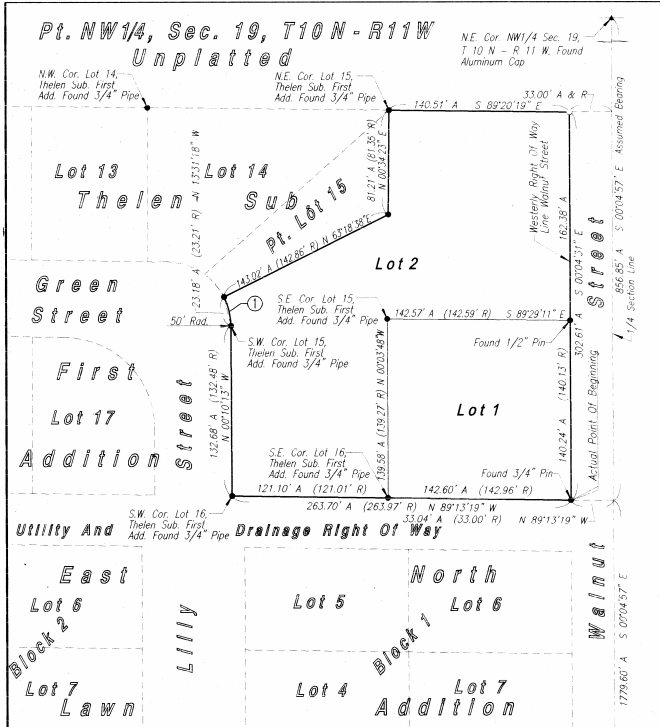 Pt. NW1/4, Sec. 19, T10N-R11W
Unplatted
N.E. Cor. NW1/4 Sec. 19,
T 10 N - R 11 W. Found
Aluminum Cap
N.W. Cor. Lot 14,
Thelen Sub. First
Add. Found 3/4" Pipe
N.E. Cor. Lot 15,
Thelen Sub. First
Add. Found 3/4" Pipe
33.00' A & R
140.51' A S 89°20'19" E
Lot 13
Lot 14
Thelen Sub
Pt. Lot 15
23.18' A (23.21' R) N 13°31'18" W
81.21' A (81.35' R)
N 00°34'23" E
143.02' A (142.86' R) N 63°18'38" E
Westerly Right Of Way
Line Walnut Street
162.38' A S 00°04'31" E
856.85' A S 00°04'57" E Assumed Bearing
1/4 Section Line
Street
Lot 2
Green
Street
50' Rad.
1
S.E. Cor. Lot 15,
Thelen Sub. First
Add. Found 3/4" Pipe
142.57' A (142.59' R) S 89°29'11" E
Found 1/2" Pin
302.61' A
S.W. Cor. Lot 15,
Thelen Sub. First
Add. Found 3/4" Pipe
First
Lot 17
Addition
Street
132.68' A (132.48' R)
N 00°10'13" W
139.58' A (139.27' R) N 00°03'48" W
Lot 1
140.24' A (140.13' R)
Actual Point Of Beginning
S.E. Cor. Lot 16,
Thelen Sub. First
Add. Found 3/4" Pipe
Found 3/4" Pin
121.10' A (121.01' R)
142.60' A (142.96' R)
263.70' A (263.97' R) N 89°13'19" W
33.04' A (33.00' R) N 89°13'19" W
S.W. Cor. Lot 16,
Thelen Sub. First
Add. Found 3/4" Pipe
Utility And Drainage Right Of Way
East
North
Lot 6
Block 2
Lot 7
Lawn
Lilly
Lot 5
Lot 6
Block 1
Lot 4
Lot 7
Addition
Walnut
1779.60' A S 00°04'57" E